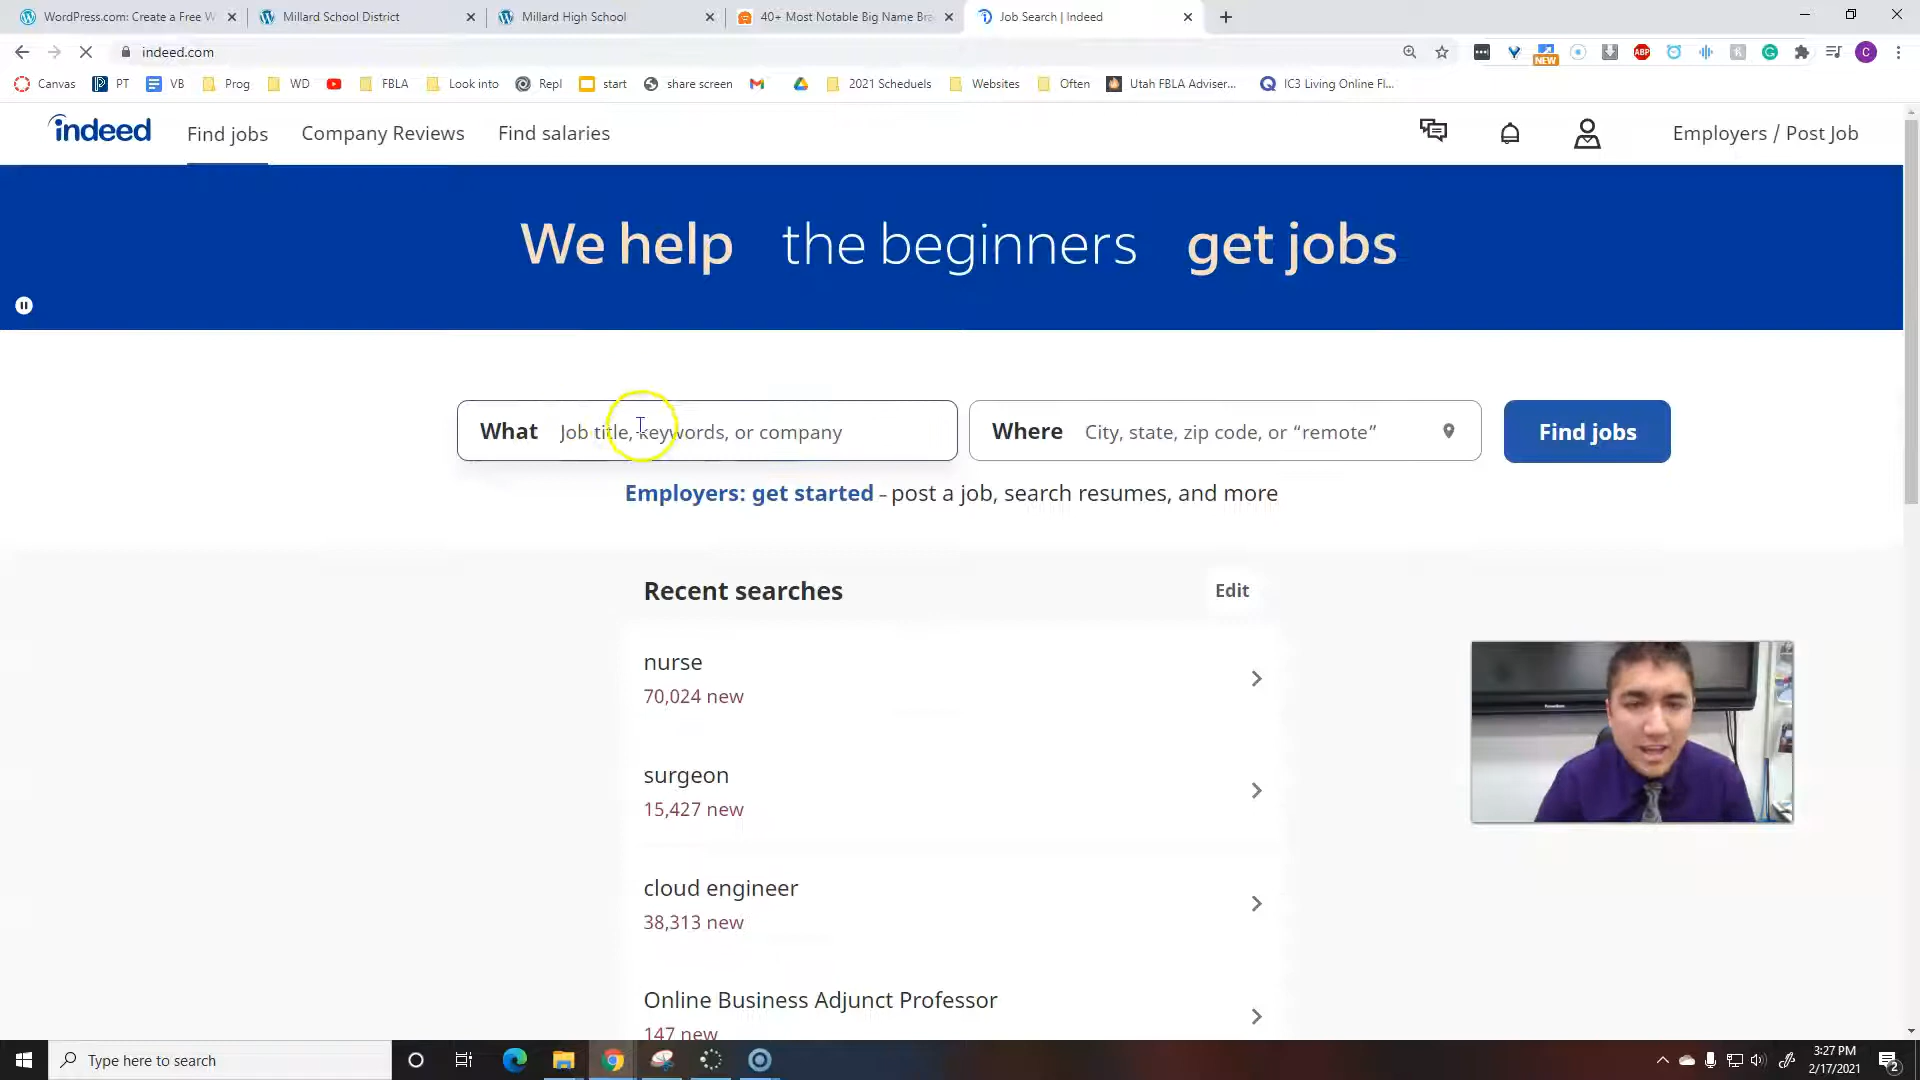 WordPress.com: Create a Free W
Millard School District
Millard High School
40+ Most Notable Big Name Bra
Job Search | Indeed
indeed.com
NEW
ABP
C
Canvas
PT
VB
Prog
WD
FBLA
Look into
Repl
start
share screen
2021 Scheduels
Websites
Often
Utah FBLA Adviser...
IC3 Living Online Fl...
indeed
Find jobs
Company Reviews
Find salaries
Employers / Post Job
We help the beginners get jobs
What Job title, keywords, or company
Where City, state, zip code, or “remote”
Find jobs
Employers: get started – post a job, search resumes, and more
Recent searches
Edit
nurse
70,024 new
surgeon
15,427 new
cloud engineer
38,313 new
Online Business Adjunct Professor
147 new
Type here to search
3:27 PM
2/17/2021
2